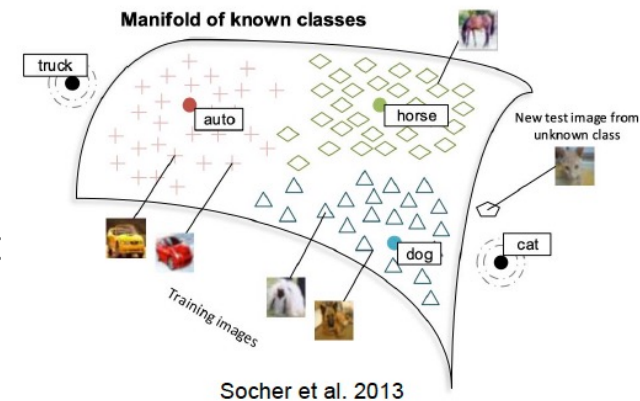 Manifold of known classes
truck
auto
horse
New test image from
unknown class
dog
cat
Training images
Socher et al. 2013